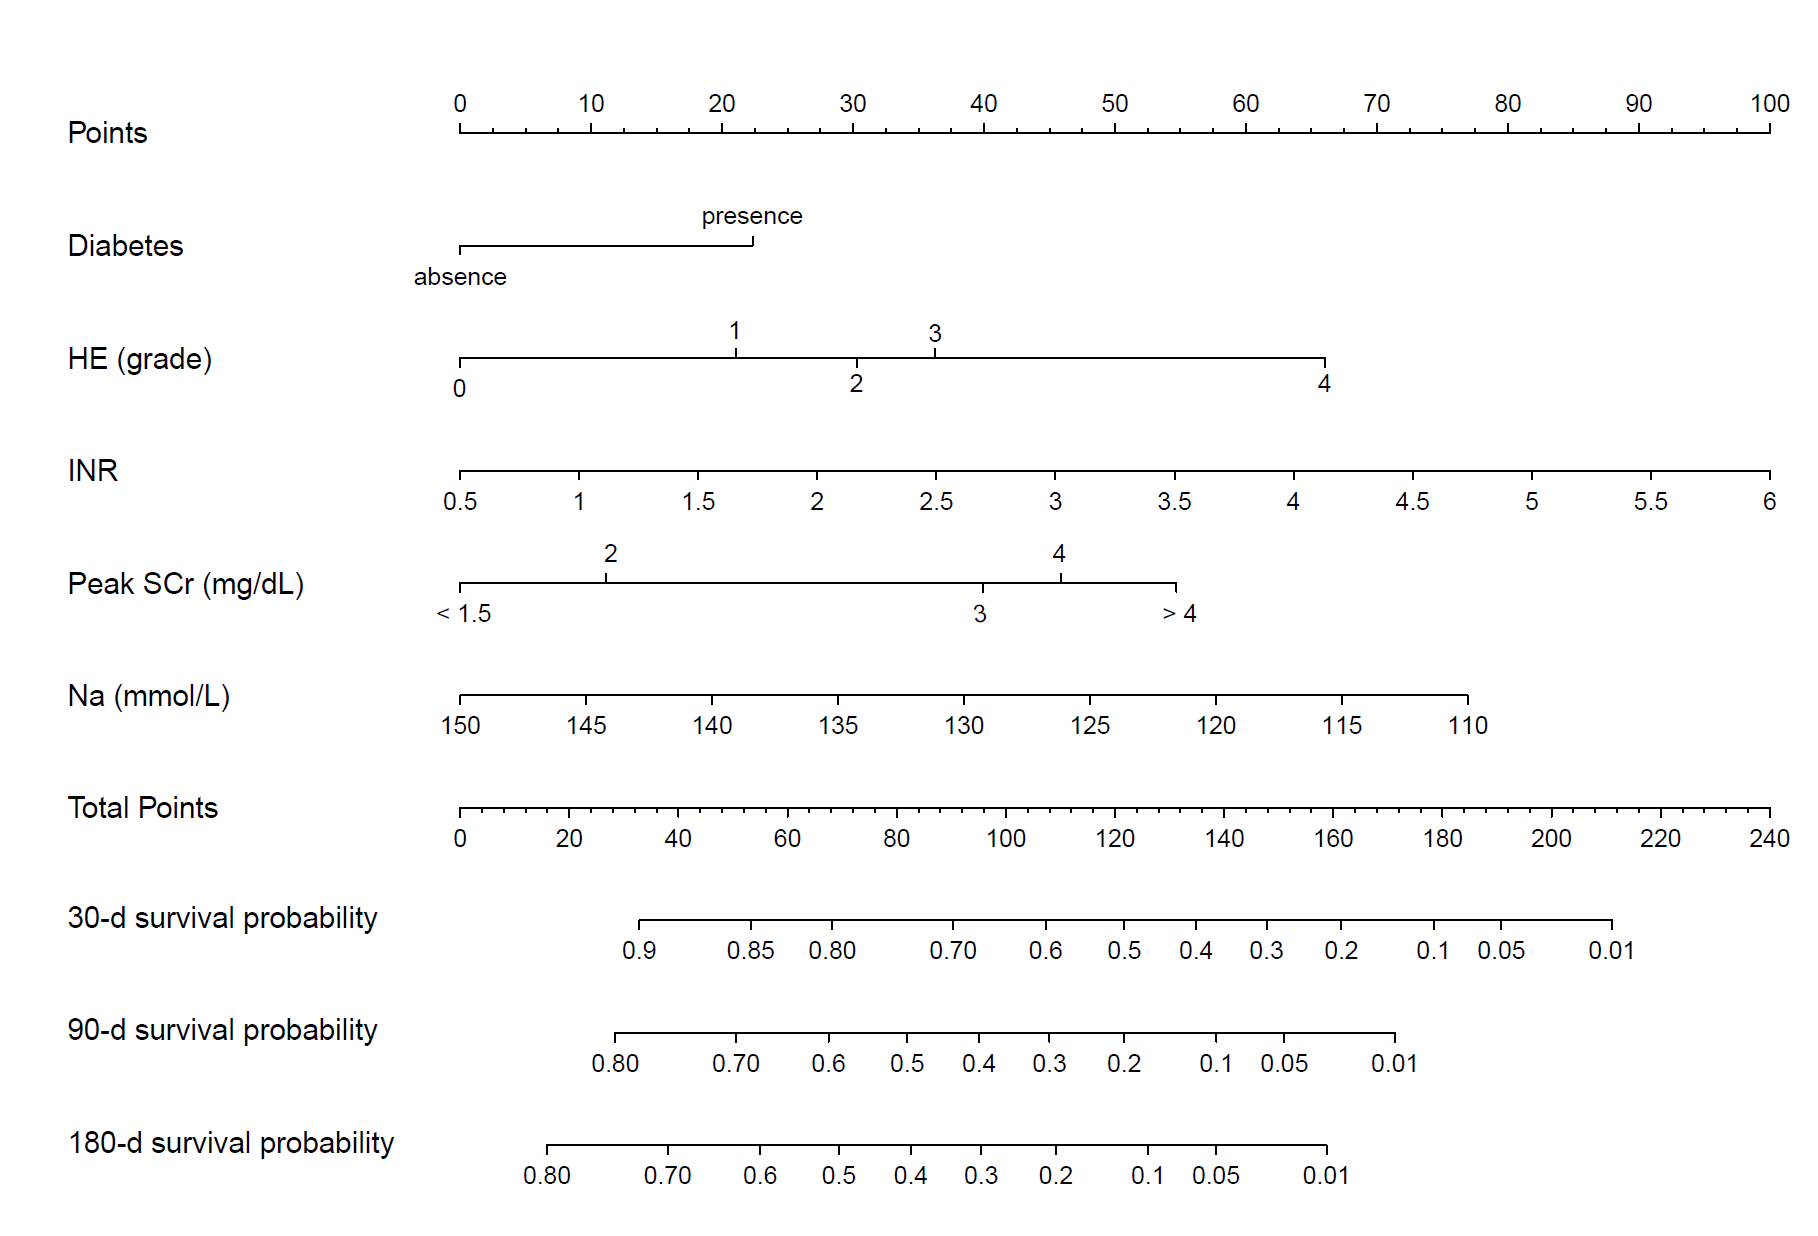 0 10 20 30 40 50 60 70 80 90 100
Points
presence
Diabetes
absence
1 3
HE (grade)
0 2 4
INR
0.5 1 1.5 2 2.5 3 3.5 4 4.5 5 5.5 6
2 4
Peak SCr (mg/dL)
< 1.5 3 > 4
Na (mmol/L)
150 145 140 135 130 125 120 115 110
Total Points
0 20 40 60 80 100 120 140 160 180 200 220 240
30-d survival probability
0.9 0.85 0.80 0.70 0.6 0.5 0.4 0.3 0.2 0.1 0.05 0.01
90-d survival probability
0.80 0.70 0.6 0.5 0.4 0.3 0.2 0.1 0.05 0.01
180-d survival probability
0.80 0.70 0.6 0.5 0.4 0.3 0.2 0.1 0.05 0.01